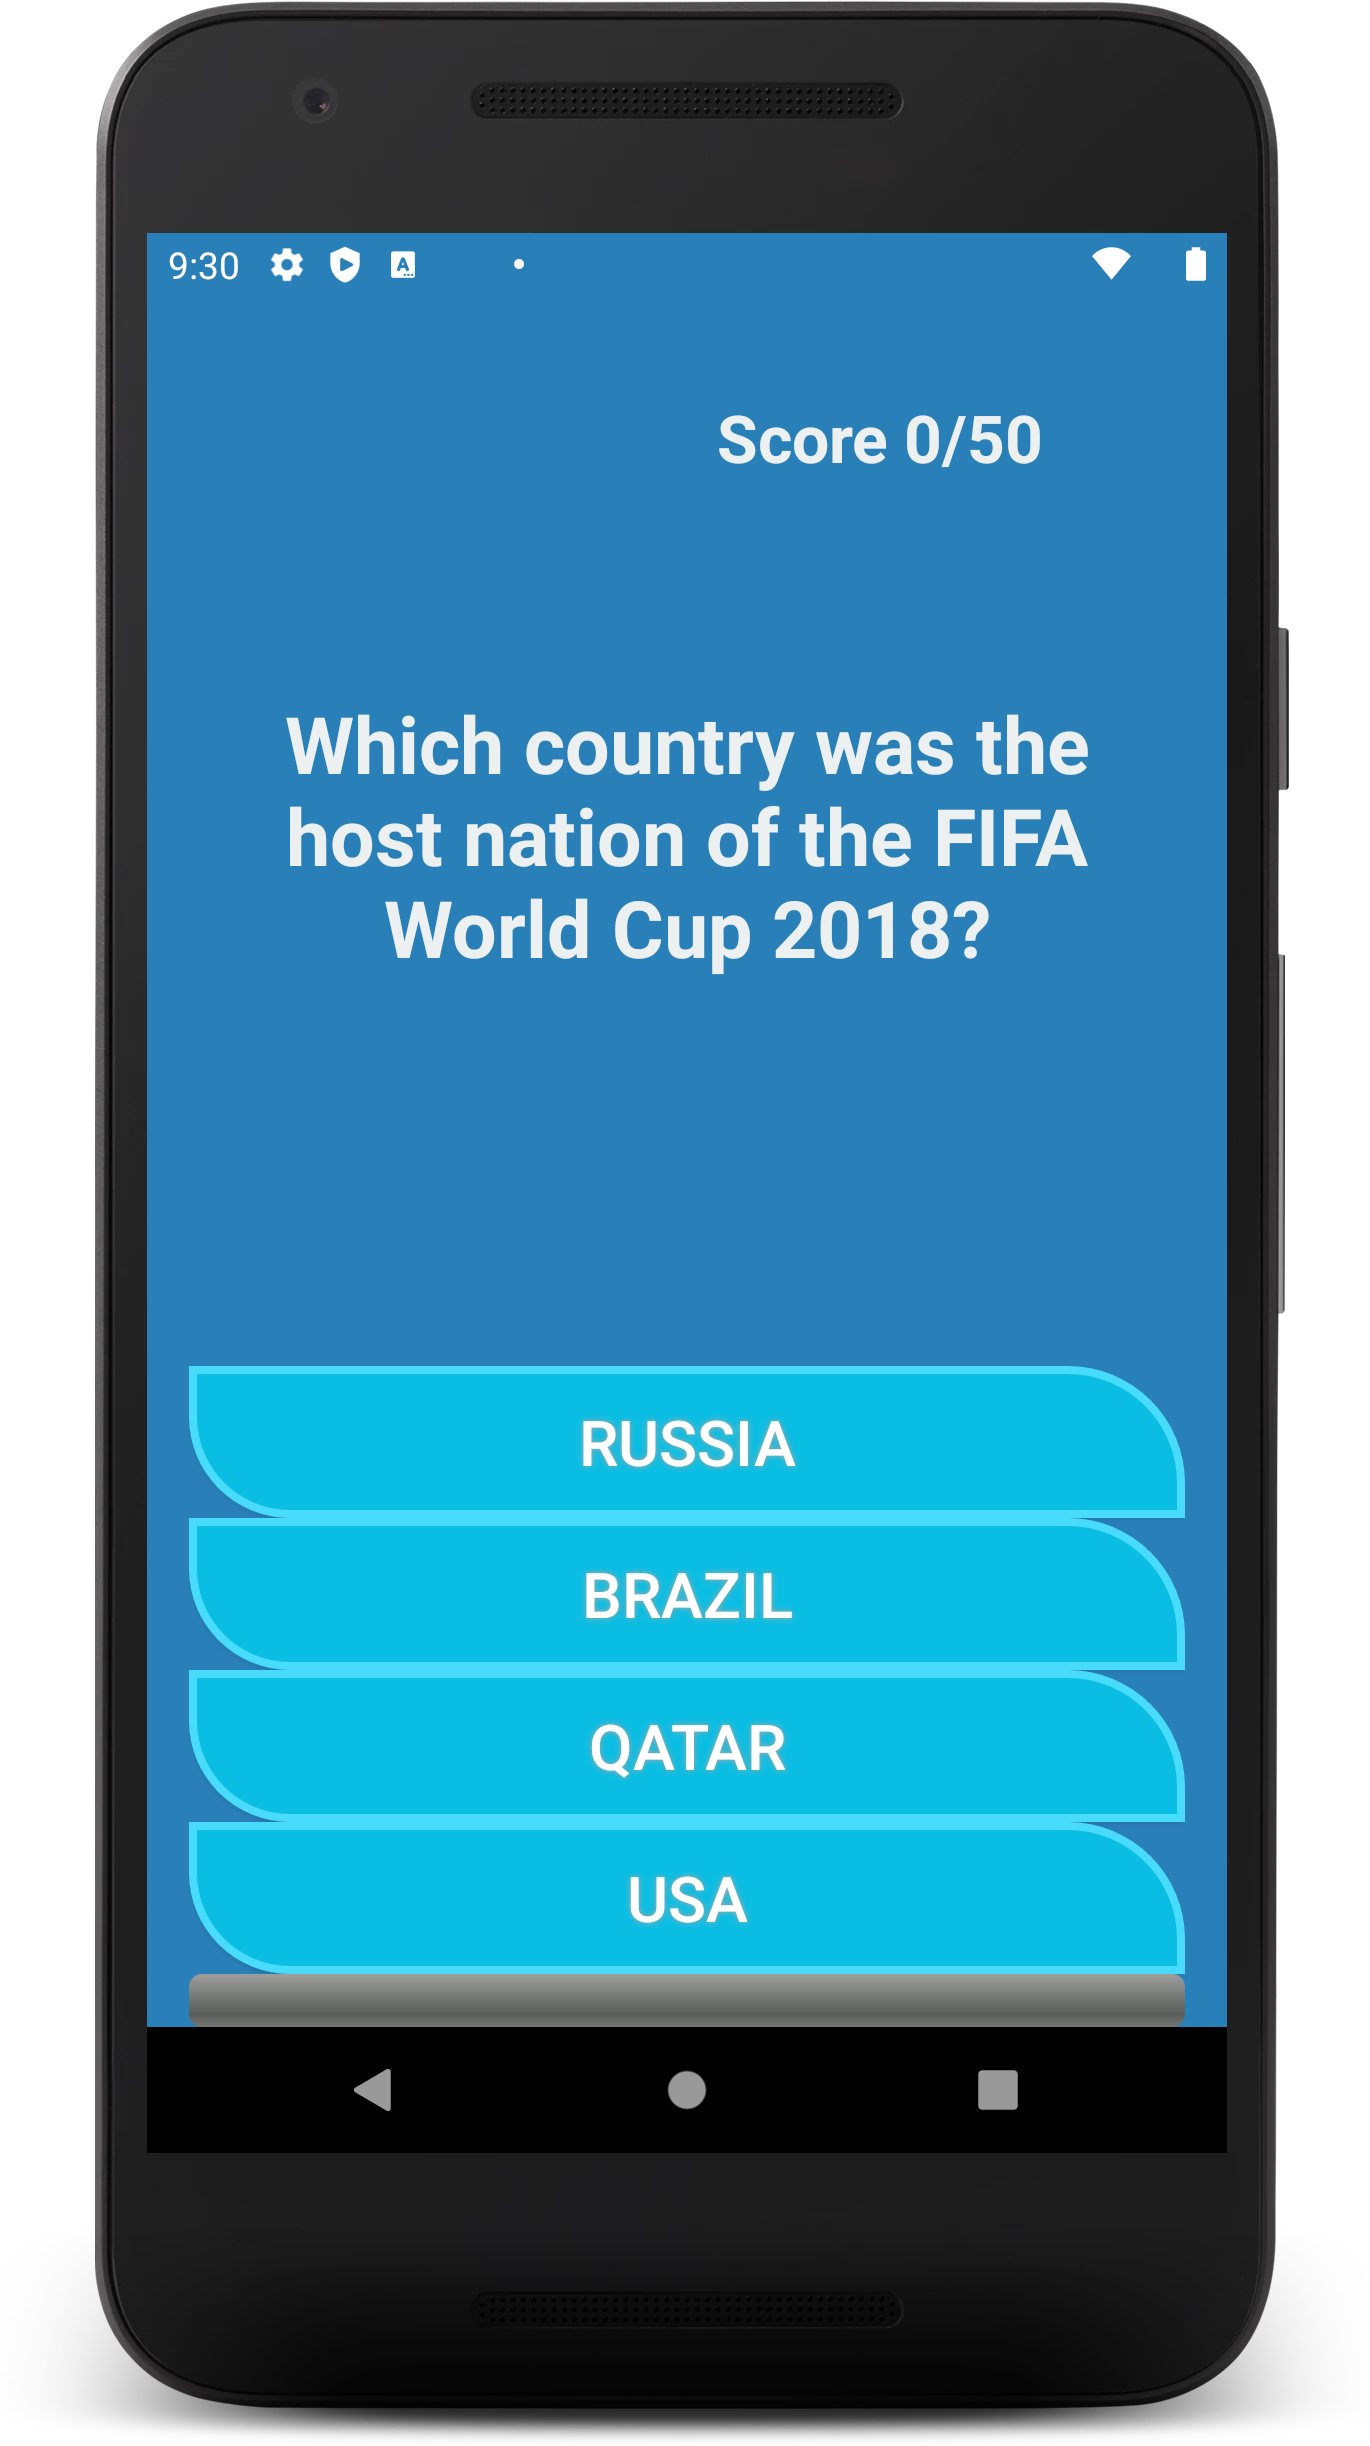 9:30
Score 0/50
Which country was the
host nation of the FIFA
World Cup 2018?
RUSSIA
BRAZIL
QATAR
USA